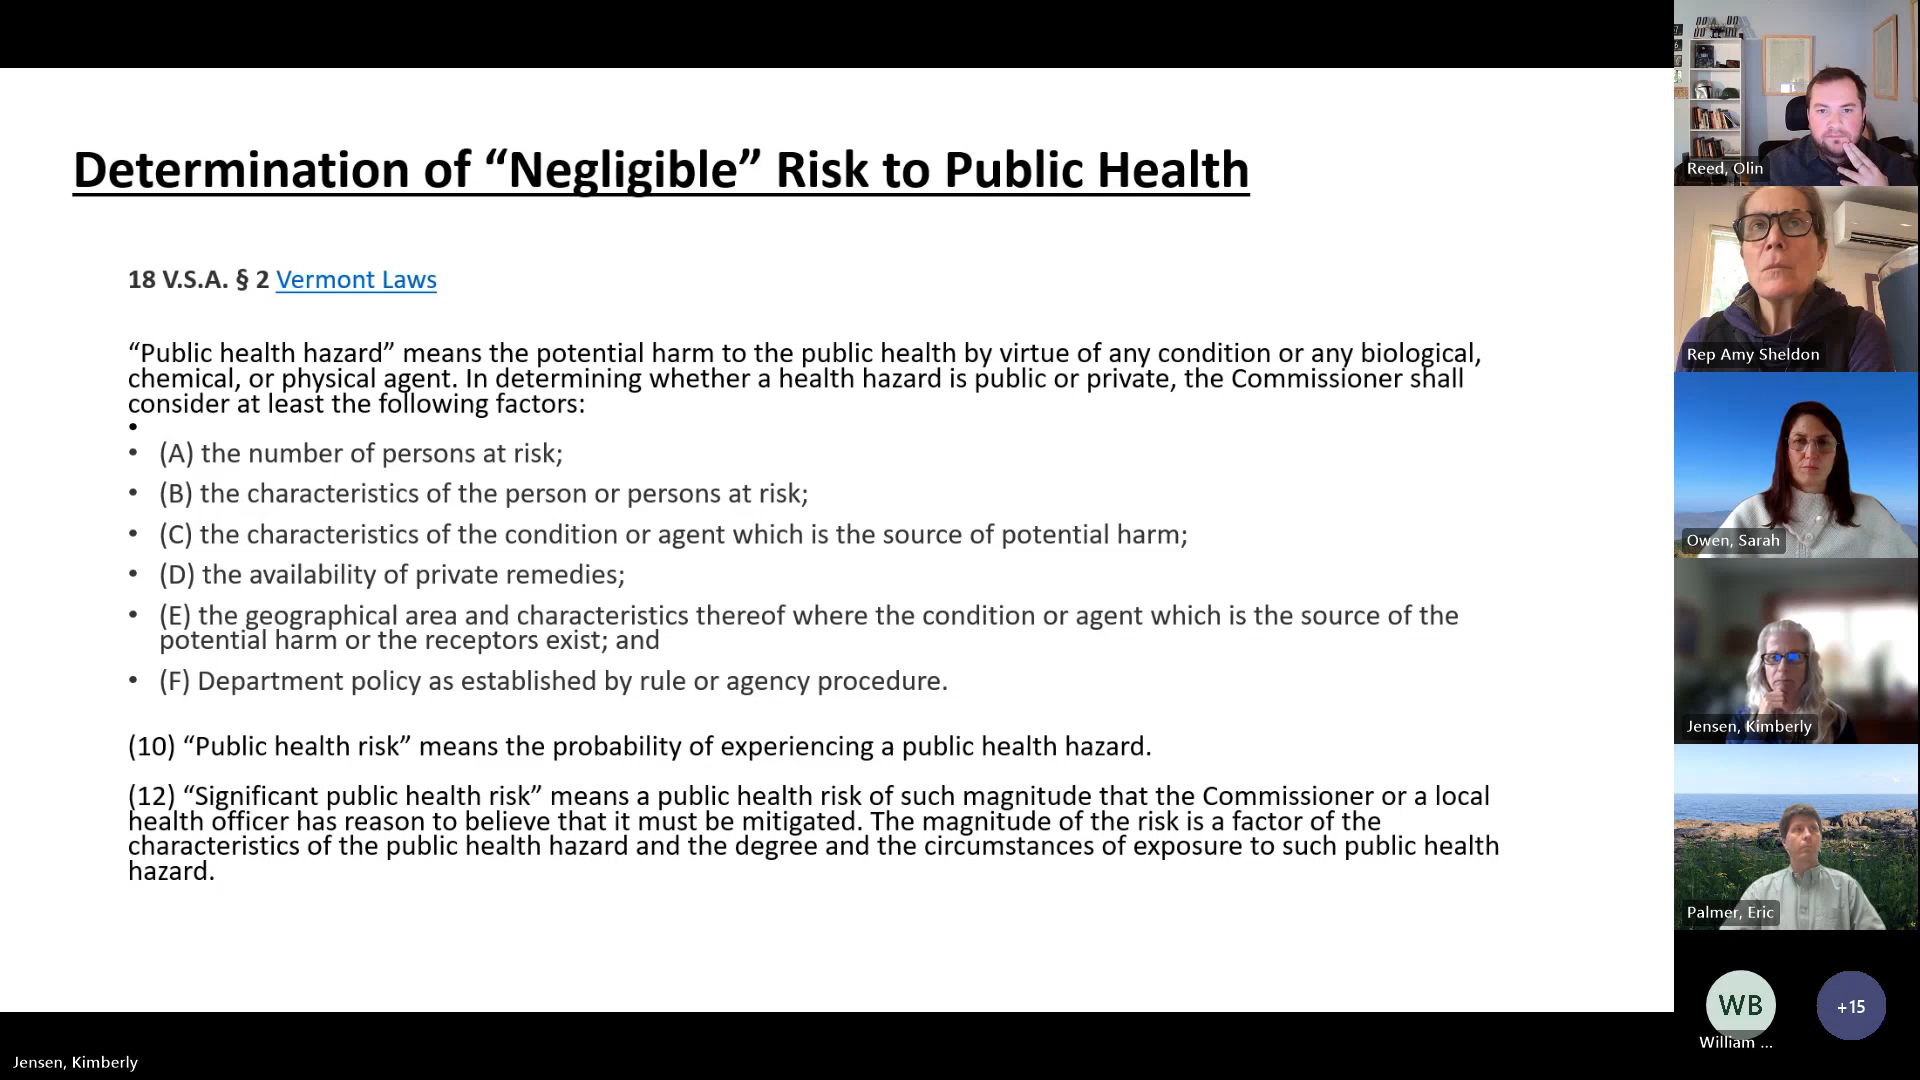 Determination of “Negligible” Risk to Public Health
18 V.S.A. § 2 Vermont Laws
“Public health hazard” means the potential harm to the public health by virtue of any condition or any biological,
chemical, or physical agent. In determining whether a health hazard is public or private, the Commissioner shall
consider at least the following factors:
•
• (A) the number of persons at risk;
• (B) the characteristics of the person or persons at risk;
• (C) the characteristics of the condition or agent which is the source of potential harm;
• (D) the availability of private remedies;
• (E) the geographical area and characteristics thereof where the condition or agent which is the source of the
potential harm or the receptors exist; and
• (F) Department policy as established by rule or agency procedure.
(10) “Public health risk” means the probability of experiencing a public health hazard.
(12) “Significant public health risk” means a public health risk of such magnitude that the Commissioner or a local
health officer has reason to believe that it must be mitigated. The magnitude of the risk is a factor of the
characteristics of the public health hazard and the degree and the circumstances of exposure to such public health
hazard.
Reed, Olin
Rep Amy Sheldon
Owen, Sarah
Jensen, Kimberly
Palmer, Eric
WB
+15
William ...
Jensen, Kimberly